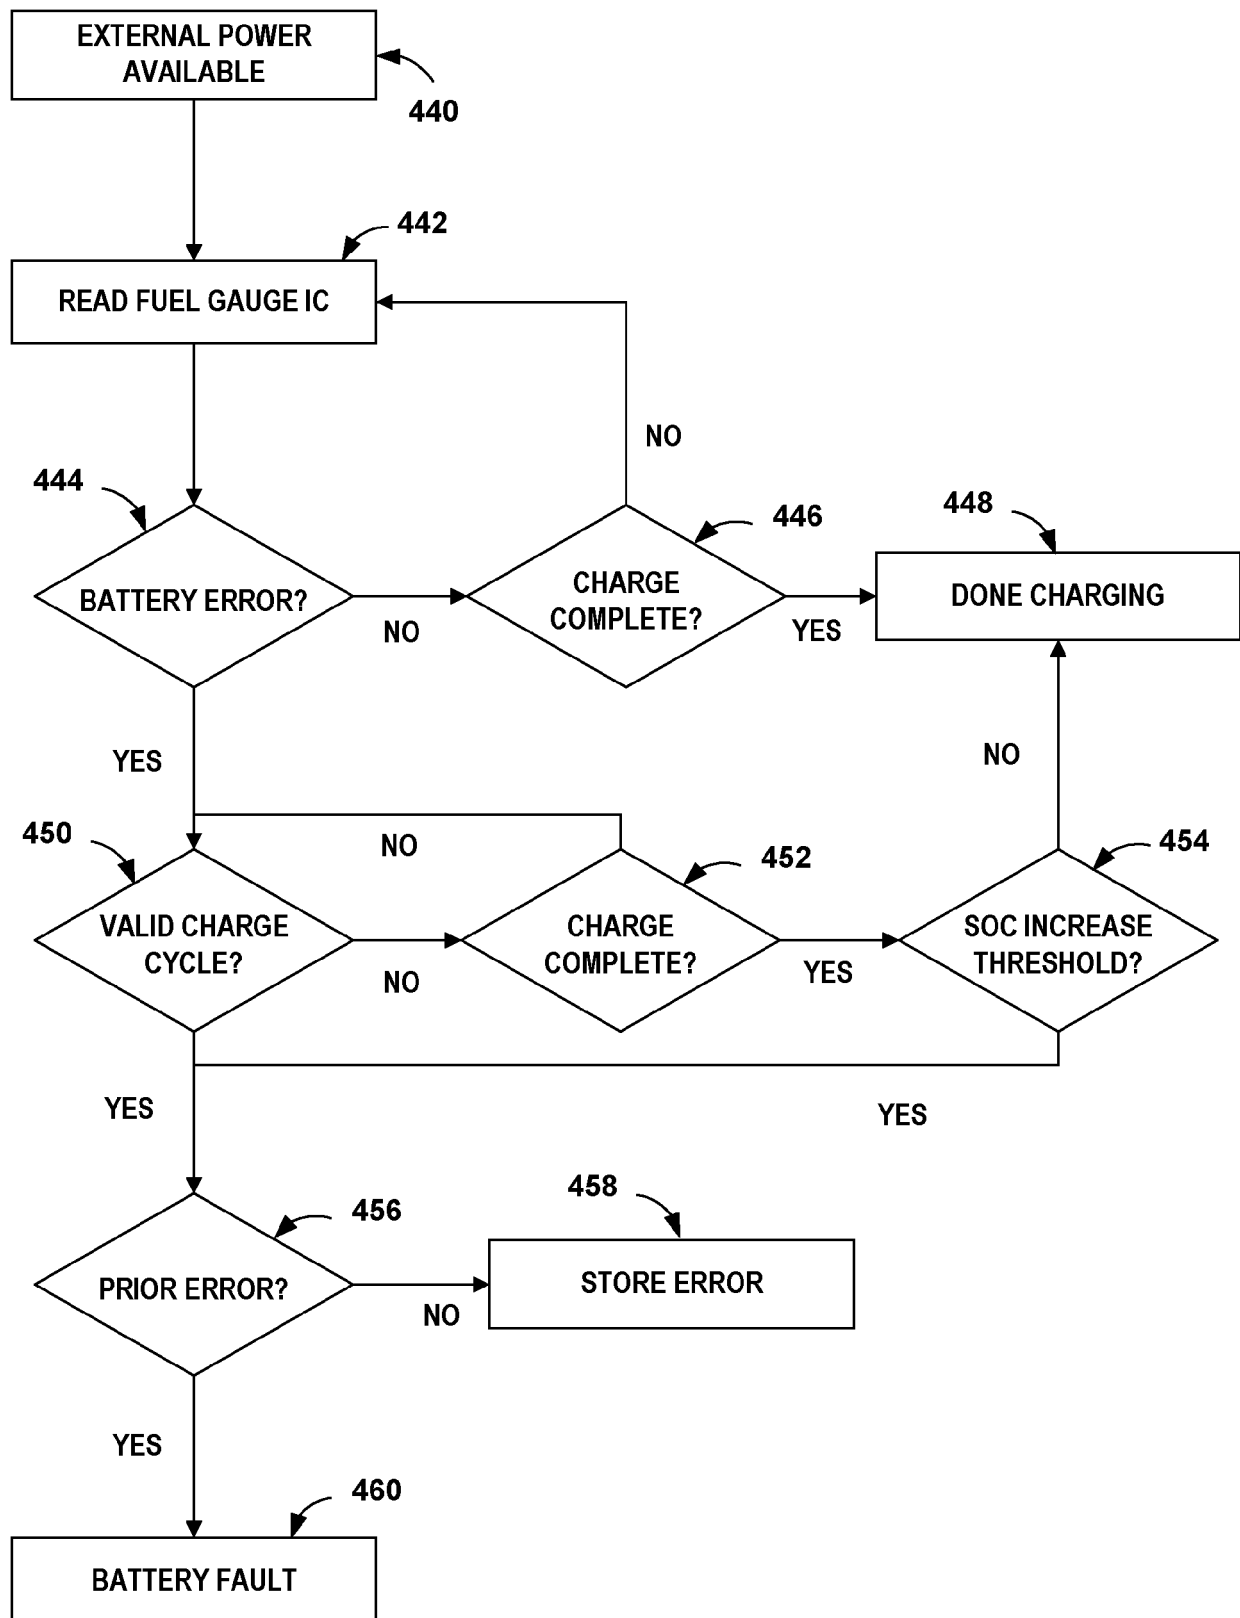 EXTERNAL POWER
AVAILABLE
440
442
READ FUEL GAUGE IC
NO
444
446
448
BATTERY ERROR?
NO
CHARGE
COMPLETE?
YES
DONE CHARGING
YES
NO
450
NO
452
454
VALID CHARGE
CYCLE?
NO
CHARGE
COMPLETE?
YES
SOC INCREASE
THRESHOLD?
YES
YES
456
458
PRIOR ERROR?
NO
STORE ERROR
YES
460
BATTERY FAULT